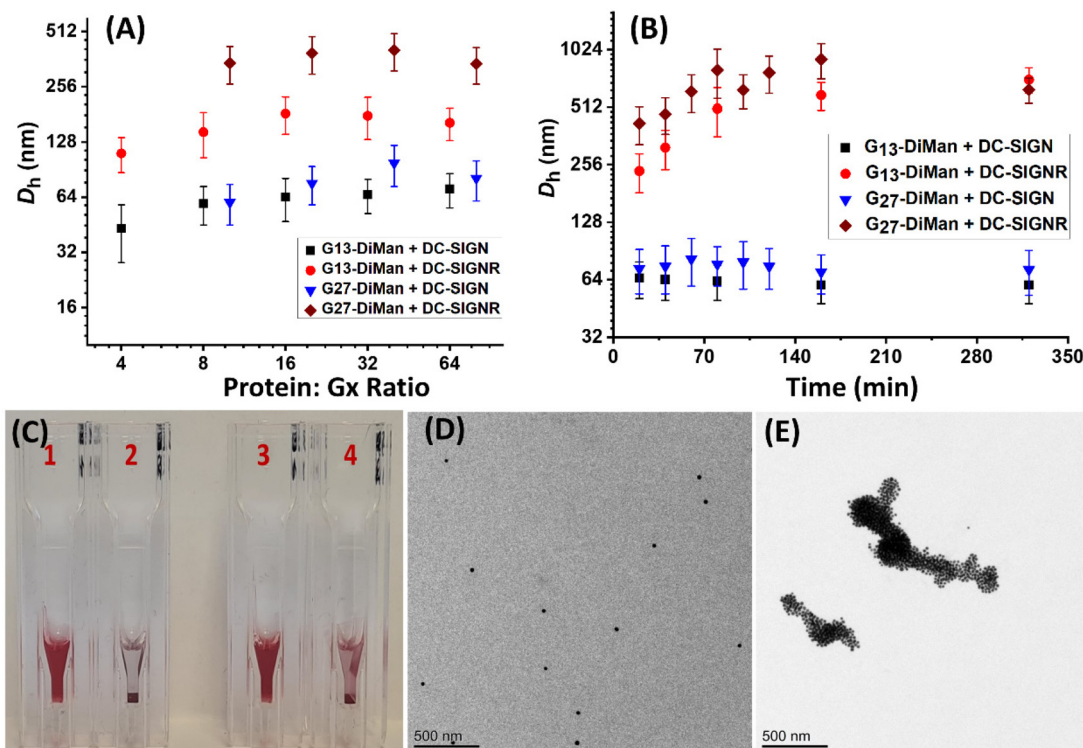 (A)
512
256
128
64
32
16
Dh (nm)
G13-DiMan + DC-SIGN
G13-DiMan + DC-SIGNR
G27-DiMan + DC-SIGN
G27-DiMan + DC-SIGNR
4 8 16 32 64
Protein: Gx Ratio
(B)
1024
512
256
128
64
32
Dh (nm)
G13-DiMan + DC-SIGN
G13-DiMan + DC-SIGNR
G27-DiMan + DC-SIGN
G27-DiMan + DC-SIGNR
0 70 140 210 280 350
Time (min)
(C)
1 2 3 4
(D)
500 nm
(E)
500 nm